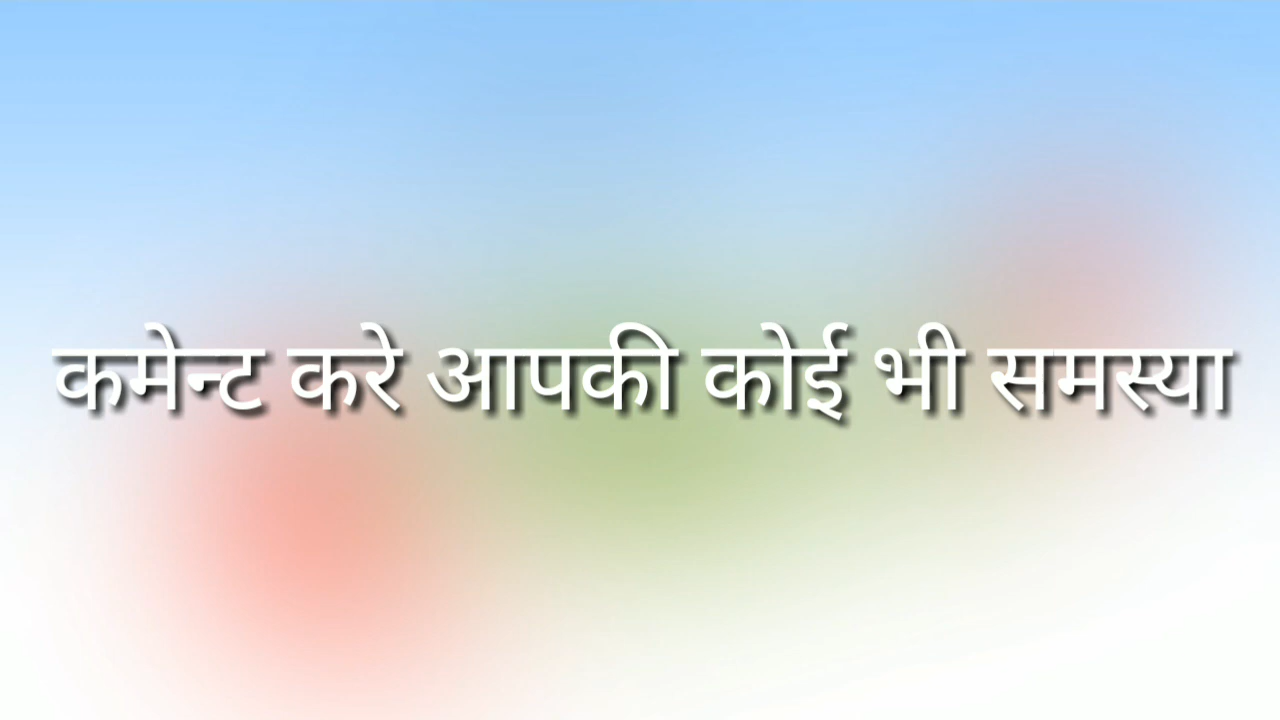 कमेन्ट करे आपकी कोई भी समस्या